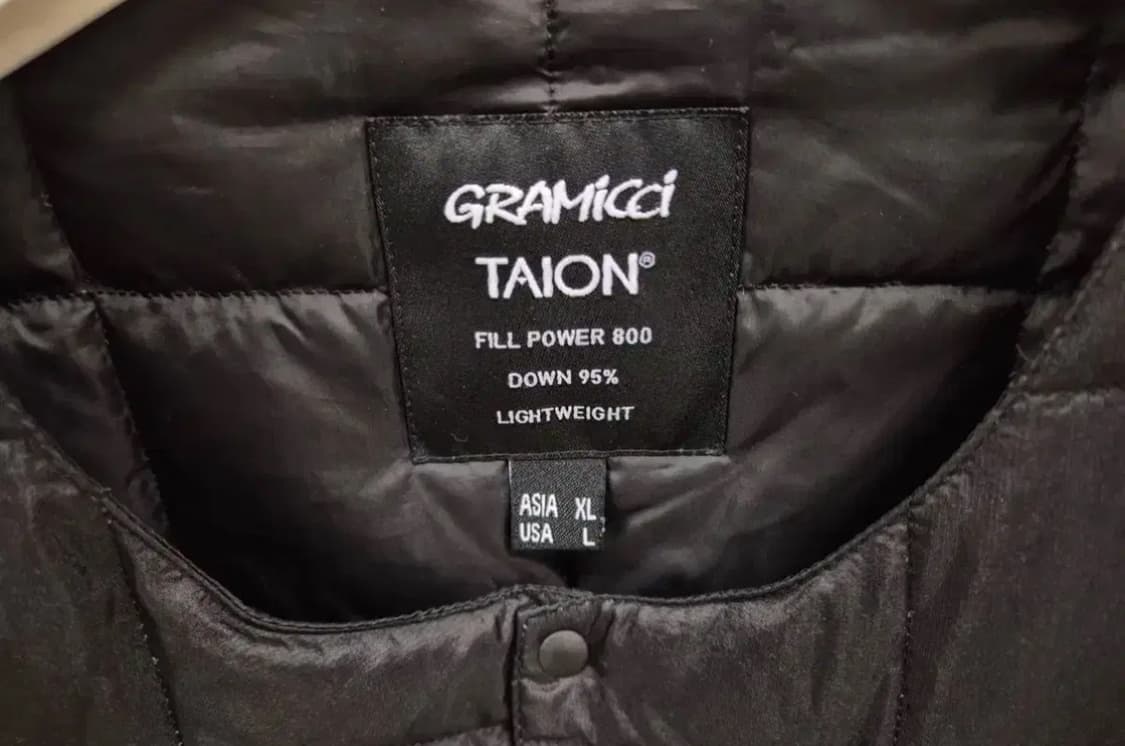 GRAMiCCi
TAION®
FILL POWER 800
DOWN 95%
LIGHTWEIGHT
ASIA XL
USA L